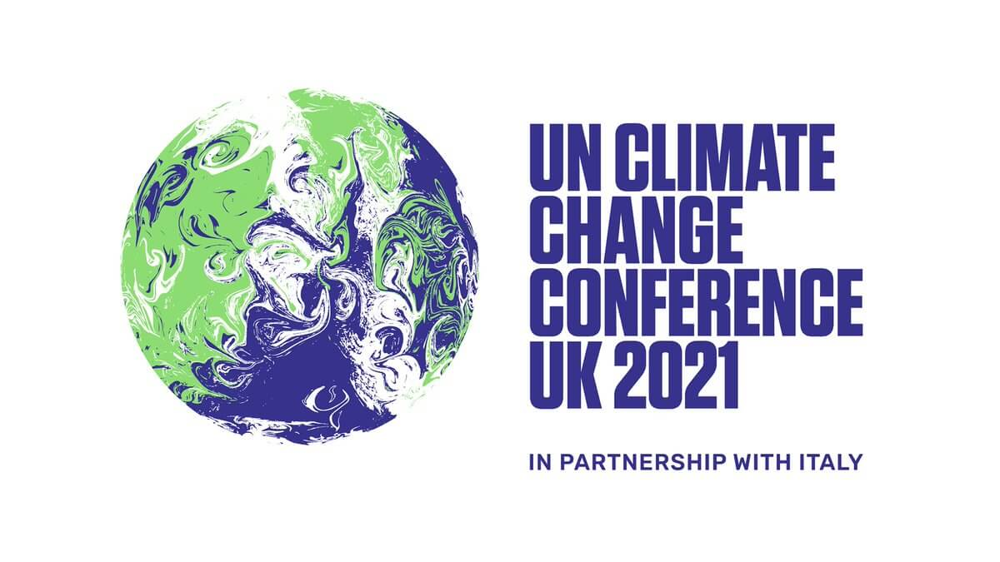 UN CLIMATE
CHANGE
CONFERENCE
UK 2021
IN PARTNERSHIP WITH ITALY